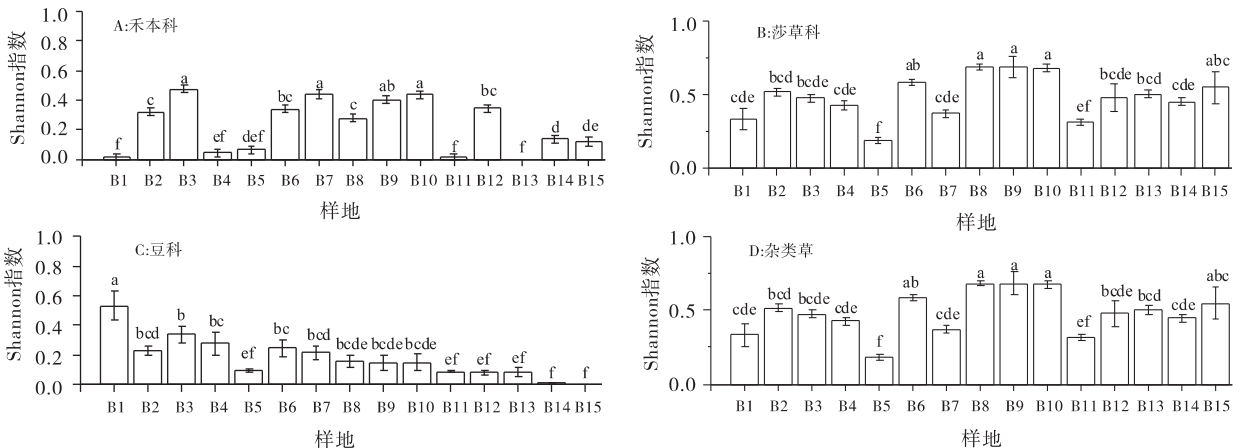 A:禾本科
Shannon指数
1.0
0.8
0.6
0.4
0.2
0.0
f c a ef def bc a c ab a f bc f d de
B1 B2 B3 B4 B5 B6 B7 B8 B9 B10 B11 B12 B13 B14 B15
样地
B:莎草科
Shannon指数
1.0
0.5
0.0
cde bcd bcde cde f ab cde a a a ef bcde bcd cde abc
B1 B2 B3 B4 B5 B6 B7 B8 B9 B10 B11 B12 B13 B14 B15
样地
C:豆科
Shannon指数
1.0
0.8
0.6
0.4
0.2
0.0
a bcd b bc ef bc bcd bcde bcde bcde ef ef ef f f
B1 B2 B3 B4 B5 B6 B7 B8 B9 B10 B11 B12 B13 B14 B15
样地
D:杂类草
Shannon指数
1.0
0.5
0.0
cde bcd bcde cde f ab cde a a a ef bcde bcd cde abc
B1 B2 B3 B4 B5 B6 B7 B8 B9 B10 B11 B12 B13 B14 B15
样地